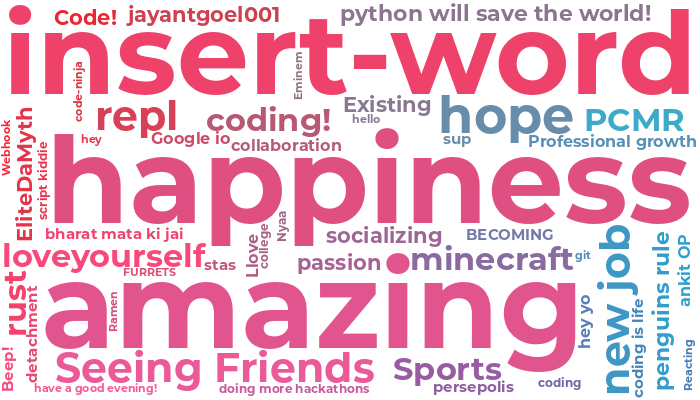 Code!
jayantgoel001
python will save the world!
insert-word
code-ninja
Eminem
repl
coding!
Existing
hello
hope
PCMR
Webhook
EliteDaMyth
script kiddie
hey
Google io
collaboration
sup
Professional growth
happiness
bharat mata ki jai
Llove
college
Nyaa
socializing
BECOMING
loveyourself
stas
FURRETS
passion
minecraft
git
new job
penguins rule
ankit OP
rust
detachment
Beep!
Ramen
amazing
hey yo
coding is life
Reacting
Seeing Friends
Sports
have a good evening!
doing more hackathons
persepolis
coding